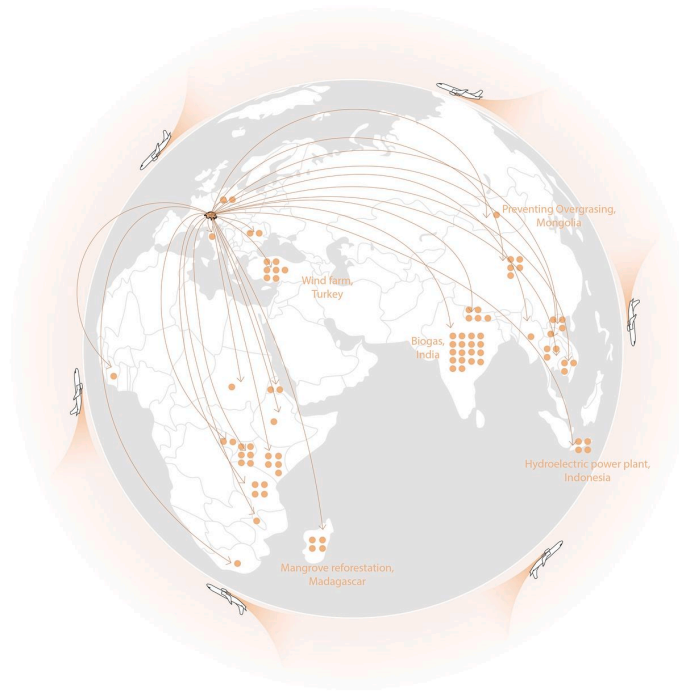 Preventing Overgrasing,
Mongolia
Wind farm,
Turkey
Biogas,
India
Hydroelectric power plant,
Indonesia
Mangrove reforestation,
Madagascar